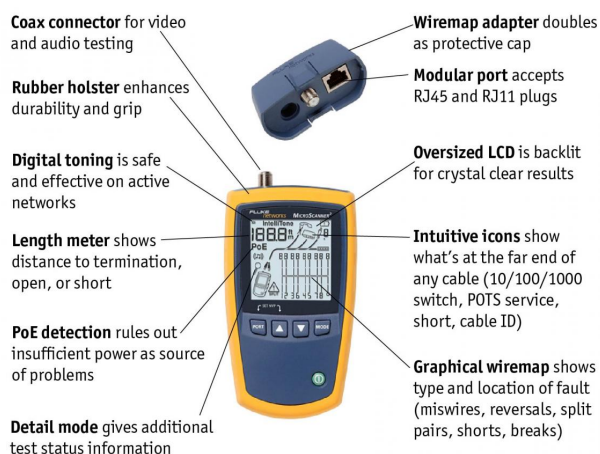 Coax connector for video
and audio testing
Rubber holster enhances
durability and grip
Digital toning is safe
and effective on active
networks
Length meter shows
distance to termination,
open, or short
PoE detection rules out
insufficient power as source
of problems
Detail mode gives additional
test status information
Wiremap adapter doubles
as protective cap
Modular port accepts
RJ45 and RJ11 plugs
Oversized LCD is backlit
for crystal clear results
Intuitive icons show
what's at the far end of
any cable (10/100/1000
switch, POTS service,
short, cable ID)
Graphical wiremap shows
type and location of fault
(miswires, reversals, split
pairs, shorts, breaks)
FLUKE
networks MICROSCANNER²
IntelliTone
188.8
PoE
PORT
MODE